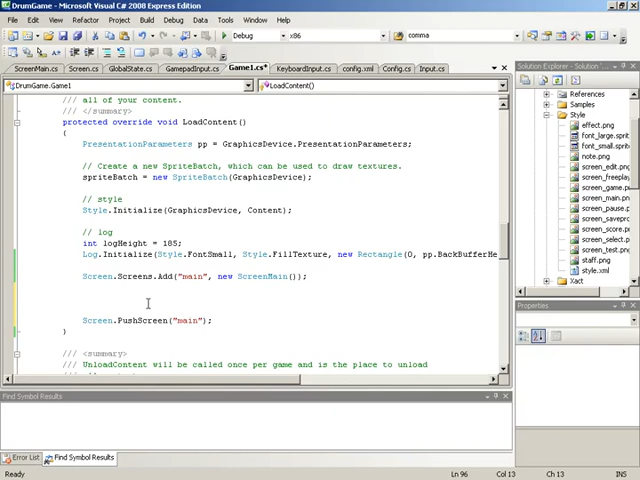 DrumGame - Microsoft Visual C# 2008 Express Edition
File Edit View Refactor Project Build Debug Data Tools Window Help
Debug x86 comma
ScreenMain.cs Screen.cs GlobalState.cs GamepadInput.cs Game1.cs* KeyboardInput.cs config.xml Config.cs Input.cs
DrumGame.Game1 LoadContent()
/// all of your content.
/// </summary>
protected override void LoadContent()
{
PresentationParameters pp = GraphicsDevice.PresentationParameters;
// Create a new SpriteBatch, which can be used to draw textures.
spriteBatch = new SpriteBatch(GraphicsDevice);
// style
Style.Initialize(GraphicsDevice, Content);
// log
int logHeight = 185;
Log.Initialize(Style.FontSmall, Style.FillTexture, new Rectangle(0, pp.BackBufferHe
Screen.Screens.Add("main", new ScreenMain());
Screen.PushScreen("main");
}
/// <summary>
/// UnloadContent will be called once per game and is the place to unload
/// all content.
Solution Explorer - Solution
References
Samples
Style
effect.png
font_large.sprit
font_small.sprit
note.png
screen_edit.png
screen_freeplay
screen_game.pn
screen_main.png
screen_pause.p
screen_save.png
screen_score.pn
screen_select.p
screen_test.png
staff.png
style.xml
Xact
Properties
Find Symbol Results
Error List Find Symbol Results
Ready Ln 96 Col 13 Ch 13 INS